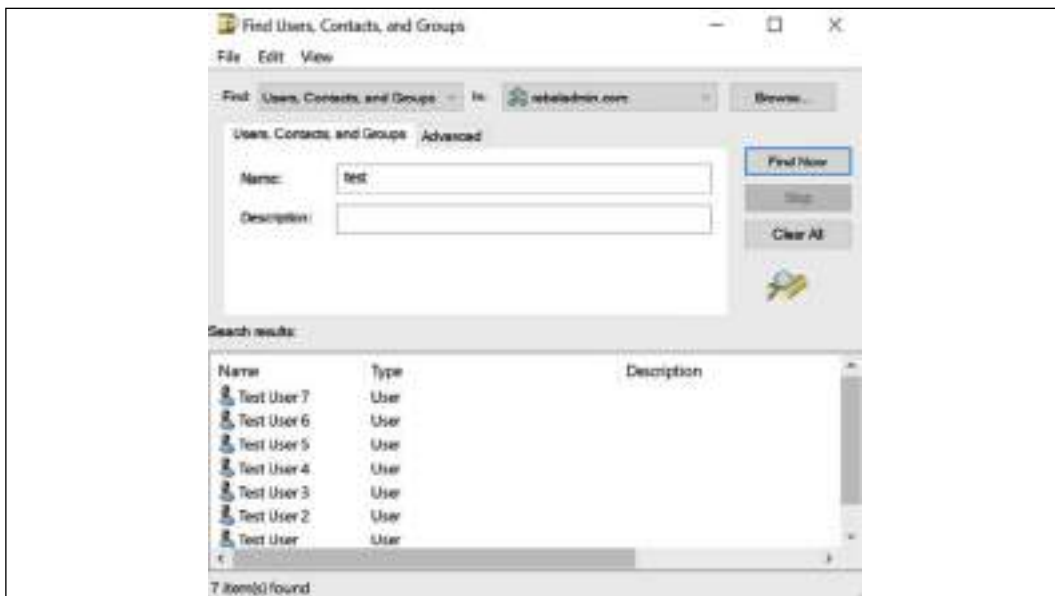 Find Users, Contacts, and Groups
File Edit View
Find: Users, Contacts, and Groups In: rebeladmin.com Browse...
Users, Contacts, and Groups Advanced
Find Now
Name: test
Stop
Description:
Clear All
Search results:
Name Type Description
Test User 7 User
Test User 6 User
Test User 5 User
Test User 4 User
Test User 3 User
Test User 2 User
Test User User
7 item(s) found